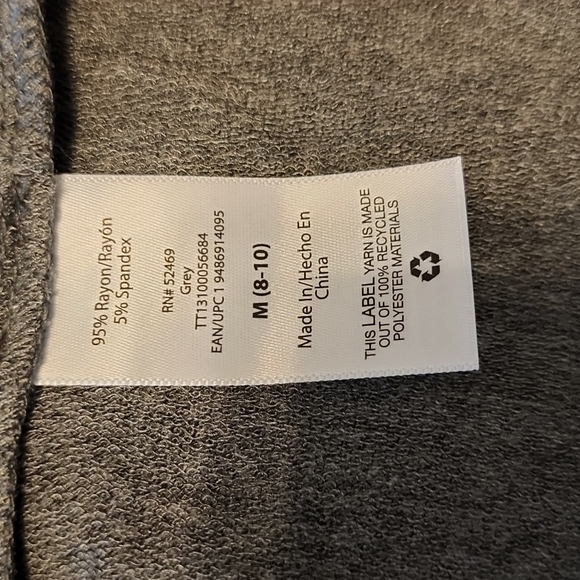 95% Rayon/Rayón
5% Spandex
RN# 52469
Grey
TT13100056684
EAN/UPC 1 9486914095
M (8-10)
Made In/Hecho En
China
THIS LABEL YARN IS MADE
OUT OF 100% RECYCLED
POLYESTER MATERIALS